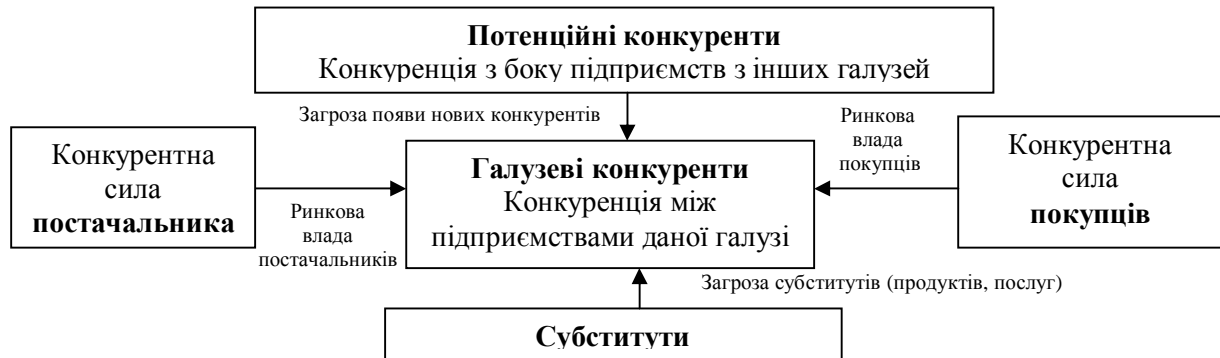 Потенційні конкуренти
Конкуренція з боку підприємств з інших галузей
Загроза появи нових конкурентів
Ринкова
влада
покупців
Конкурентна
сила
постачальника
Ринкова
влада
постачальників
Галузеві конкуренти
Конкуренція між
підприємствами даної галузі
Конкурентна
сила
покупців
Загроза субститутів (продуктів, послуг)
Субститути